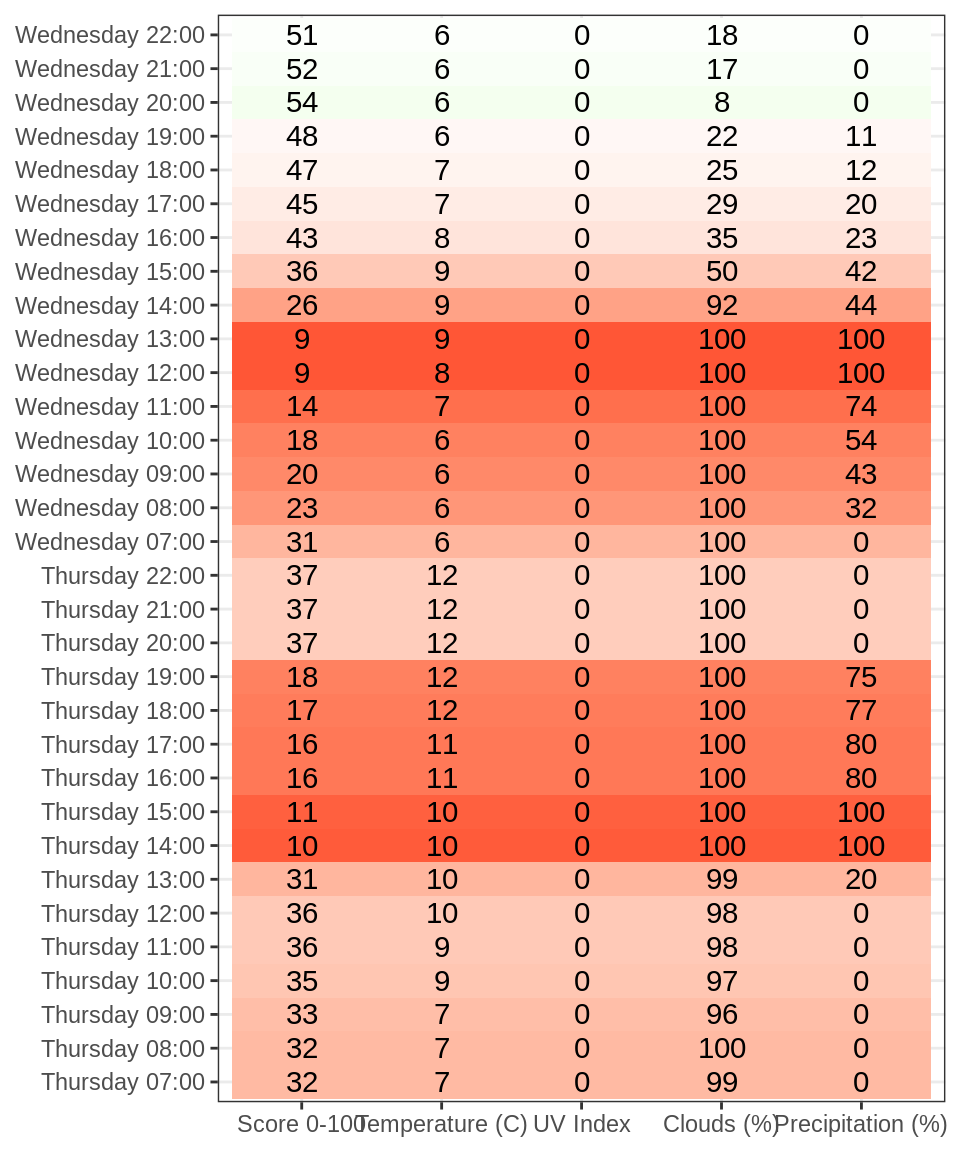 Wednesday 22:00 51 6 0 18 0
Wednesday 21:00 52 6 0 17 0
Wednesday 20:00 54 6 0 8 0
Wednesday 19:00 48 6 0 22 11
Wednesday 18:00 47 7 0 25 12
Wednesday 17:00 45 7 0 29 20
Wednesday 16:00 43 8 0 35 23
Wednesday 15:00 36 9 0 50 42
Wednesday 14:00 26 9 0 92 44
Wednesday 13:00 9 9 0 100 100
Wednesday 12:00 9 8 0 100 100
Wednesday 11:00 14 7 0 100 74
Wednesday 10:00 18 6 0 100 54
Wednesday 09:00 20 6 0 100 43
Wednesday 08:00 23 6 0 100 32
Wednesday 07:00 31 6 0 100 0
Thursday 22:00 37 12 0 100 0
Thursday 21:00 37 12 0 100 0
Thursday 20:00 37 12 0 100 0
Thursday 19:00 18 12 0 100 75
Thursday 18:00 17 12 0 100 77
Thursday 17:00 16 11 0 100 80
Thursday 16:00 16 11 0 100 80
Thursday 15:00 11 10 0 100 100
Thursday 14:00 10 10 0 100 100
Thursday 13:00 31 10 0 99 20
Thursday 12:00 36 10 0 98 0
Thursday 11:00 36 9 0 98 0
Thursday 10:00 35 9 0 97 0
Thursday 09:00 33 7 0 96 0
Thursday 08:00 32 7 0 100 0
Thursday 07:00 32 7 0 99 0
Score 0-100 Temperature (C) UV Index Clouds (%) Precipitation (%)